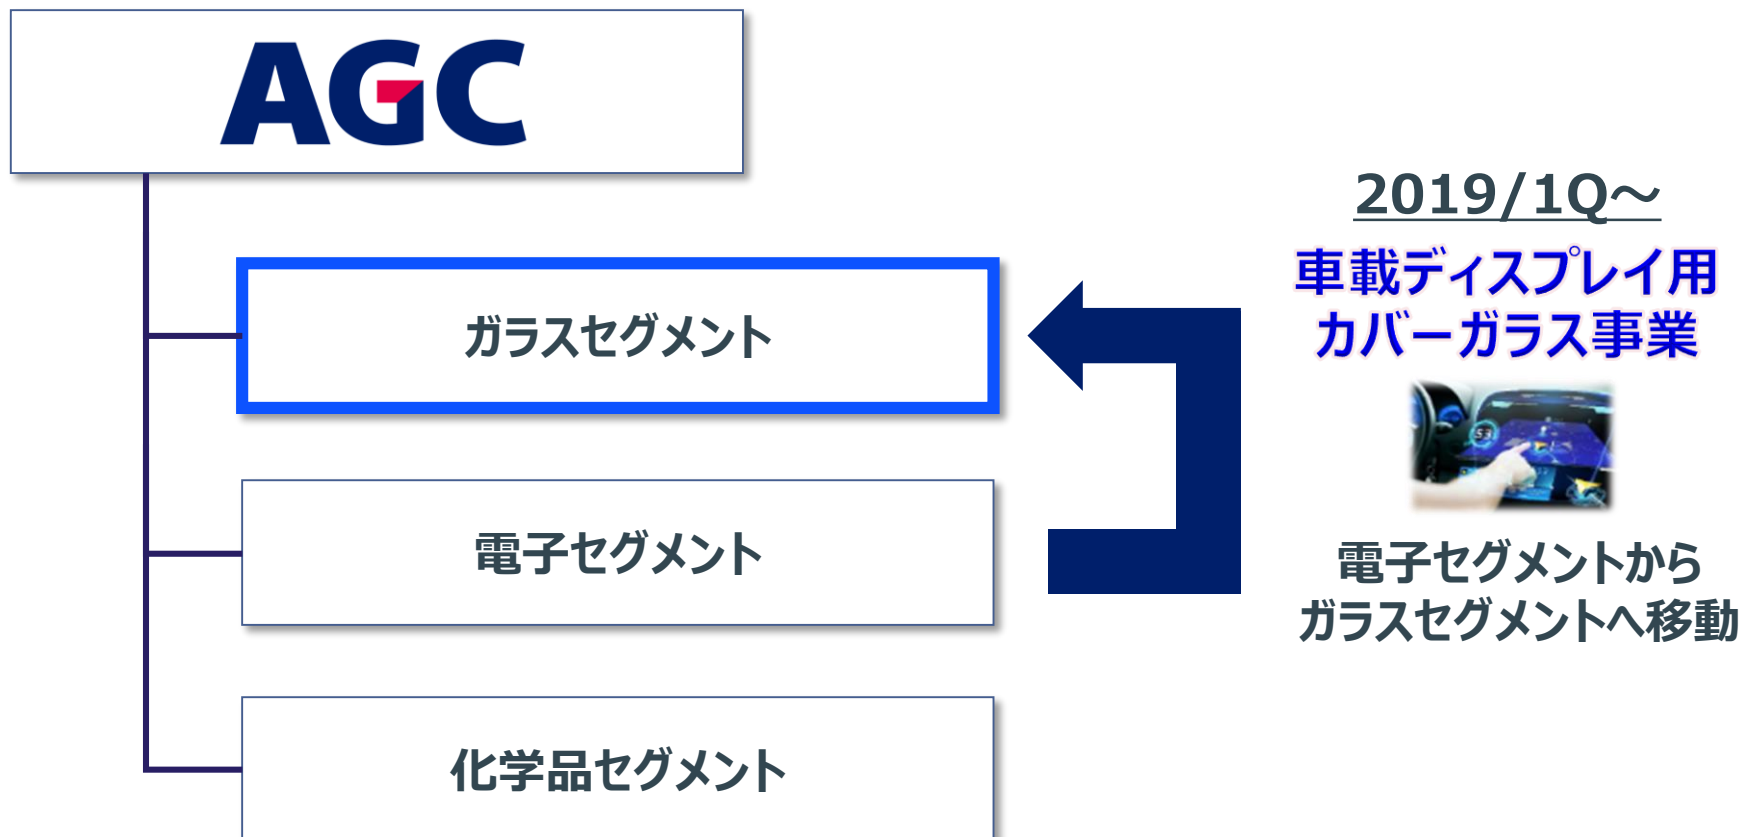 AGC
2019/1Q～
車載ディスプレイ用
カバーガラス事業
ガラスセグメント
53
電子セグメント
電子セグメントから
ガラスセグメントへ移動
化学品セグメント